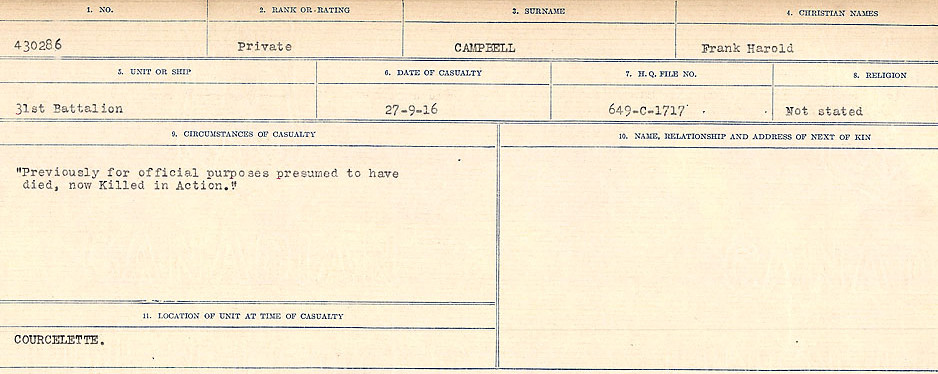 1. NO. 2. RANK OR RATING 3. SURNAME 4. CHRISTIAN NAMES
430286 Private CAMPBELL Frank Harold
5. UNIT OR SHIP 6. DATE OF CASUALTY 7. H. Q. FILE NO. 8. RELIGION
31st Battalion 27-9-16 649-C-1717 Not stated
9. CIRCUMSTANCES OF CASUALTY 10. NAME, RELATIONSHIP AND ADDRESS OF NEXT OF KIN
"Previously for official purposes presumed to have
died, now Killed in Action."
11. LOCATION OF UNIT AT TIME OF CASUALTY
COURCELETTE.